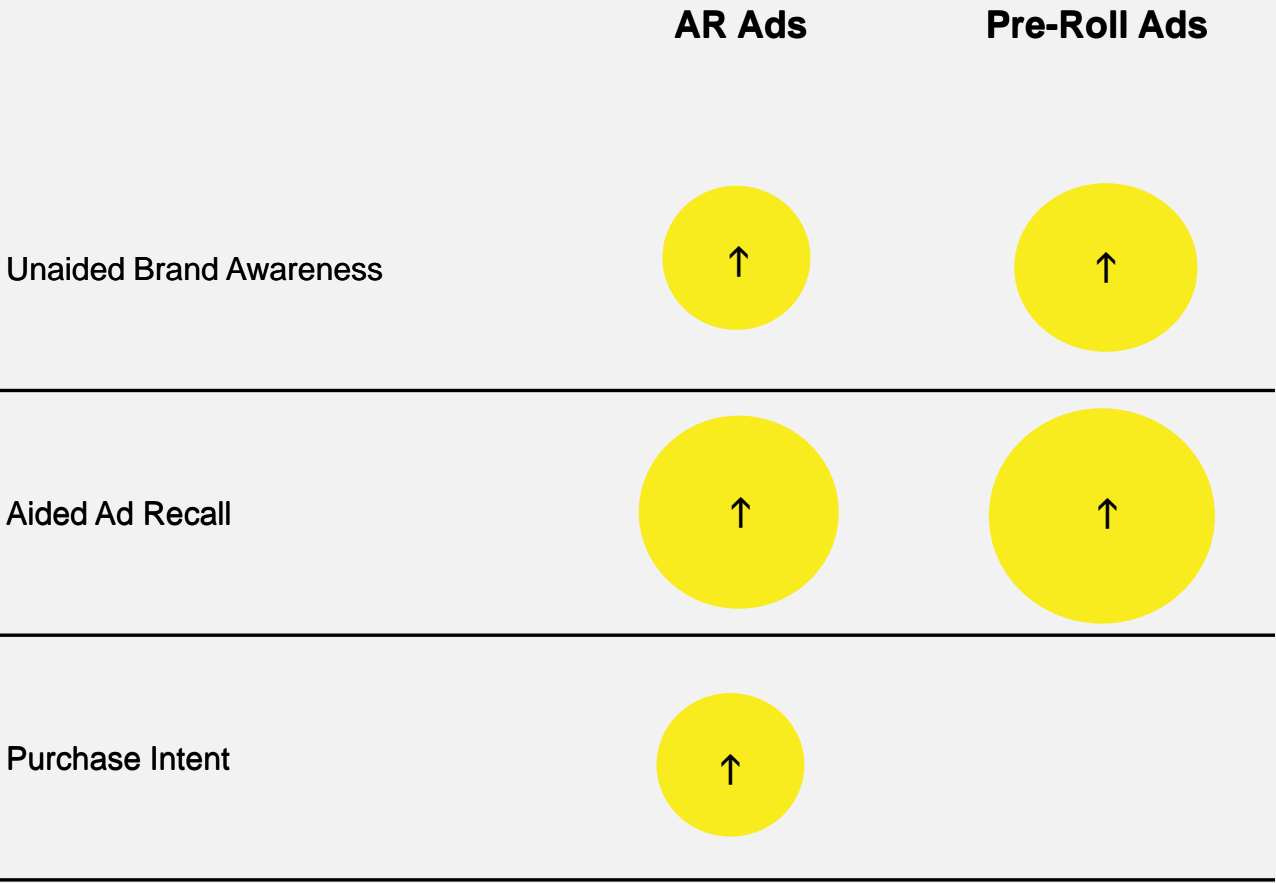 AR Ads Pre-Roll Ads
Unaided Brand Awareness ↑ ↑
Aided Ad Recall ↑ ↑
Purchase Intent ↑